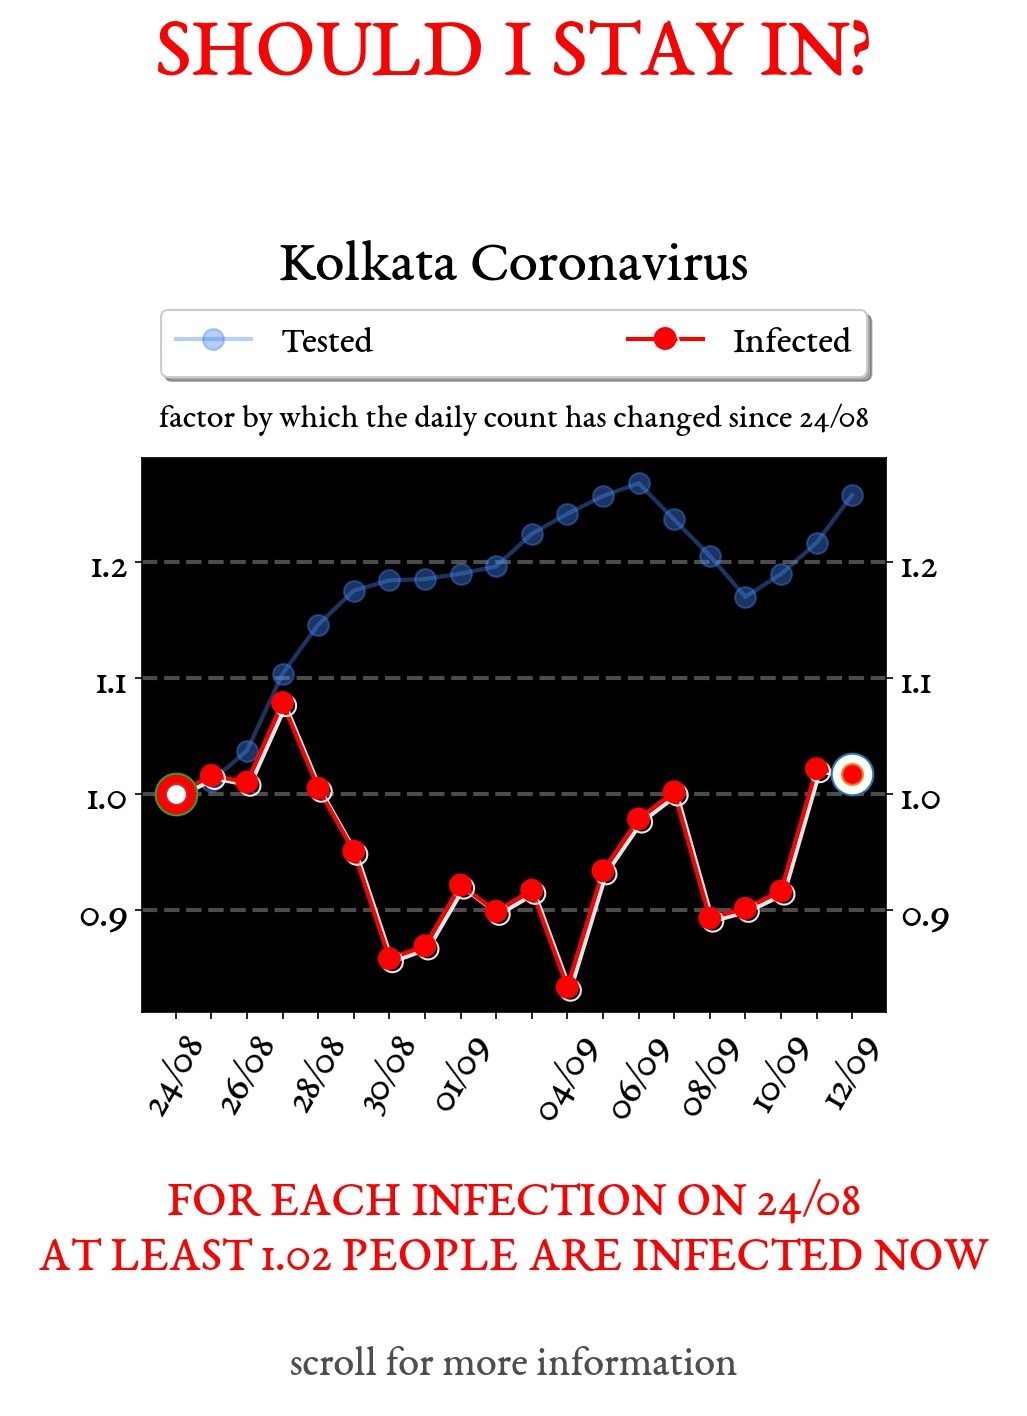 SHOULD I STAY IN?
Kolkata Coronavirus
Tested Infected
factor by which the daily count has changed since 24/08
1.2 1.2
1.1 1.1
1.0 1.0
0.9 0.9
24/08 26/08 28/08 30/08 01/09 04/09 06/09 08/09 10/09 12/09
FOR EACH INFECTION ON 24/08
AT LEAST 1.02 PEOPLE ARE INFECTED NOW
scroll for more information